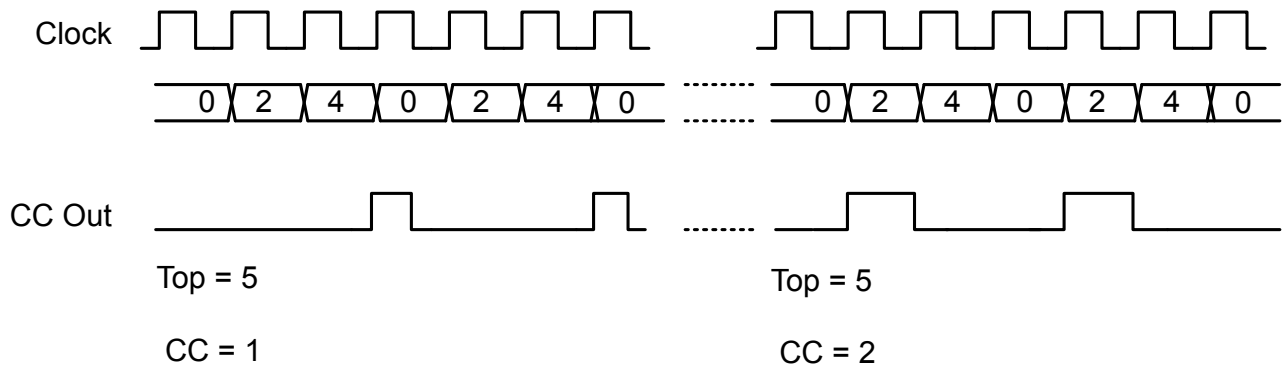 Clock
0 2 4 0 2 4 0 0 2 4 0 2 4 0
CC Out
Top = 5 Top = 5
CC = 1 CC = 2